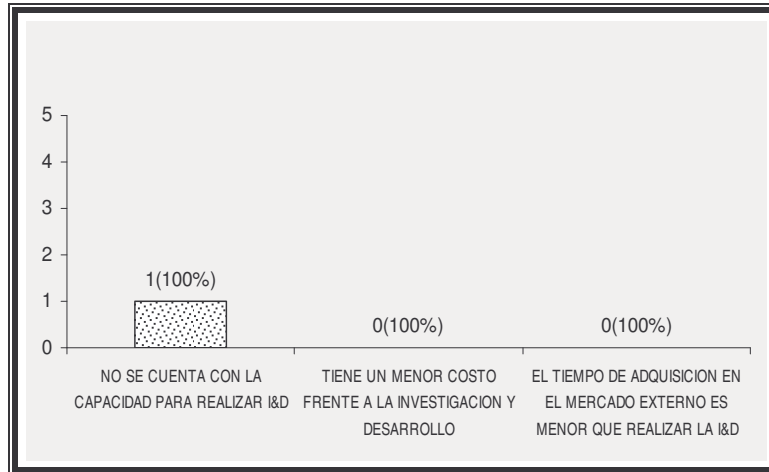 5
4
3
2
1
0
1(100%)
0(100%)
0(100%)
NO SE CUENTA CON LA
CAPACIDAD PARA REALIZAR I&D
TIENE UN MENOR COSTO
FRENTE A LA INVESTIGACION Y
DESARROLLO
EL TIEMPO DE ADQUISICION EN
EL MERCADO EXTERNO ES
MENOR QUE REALIZAR LA I&D